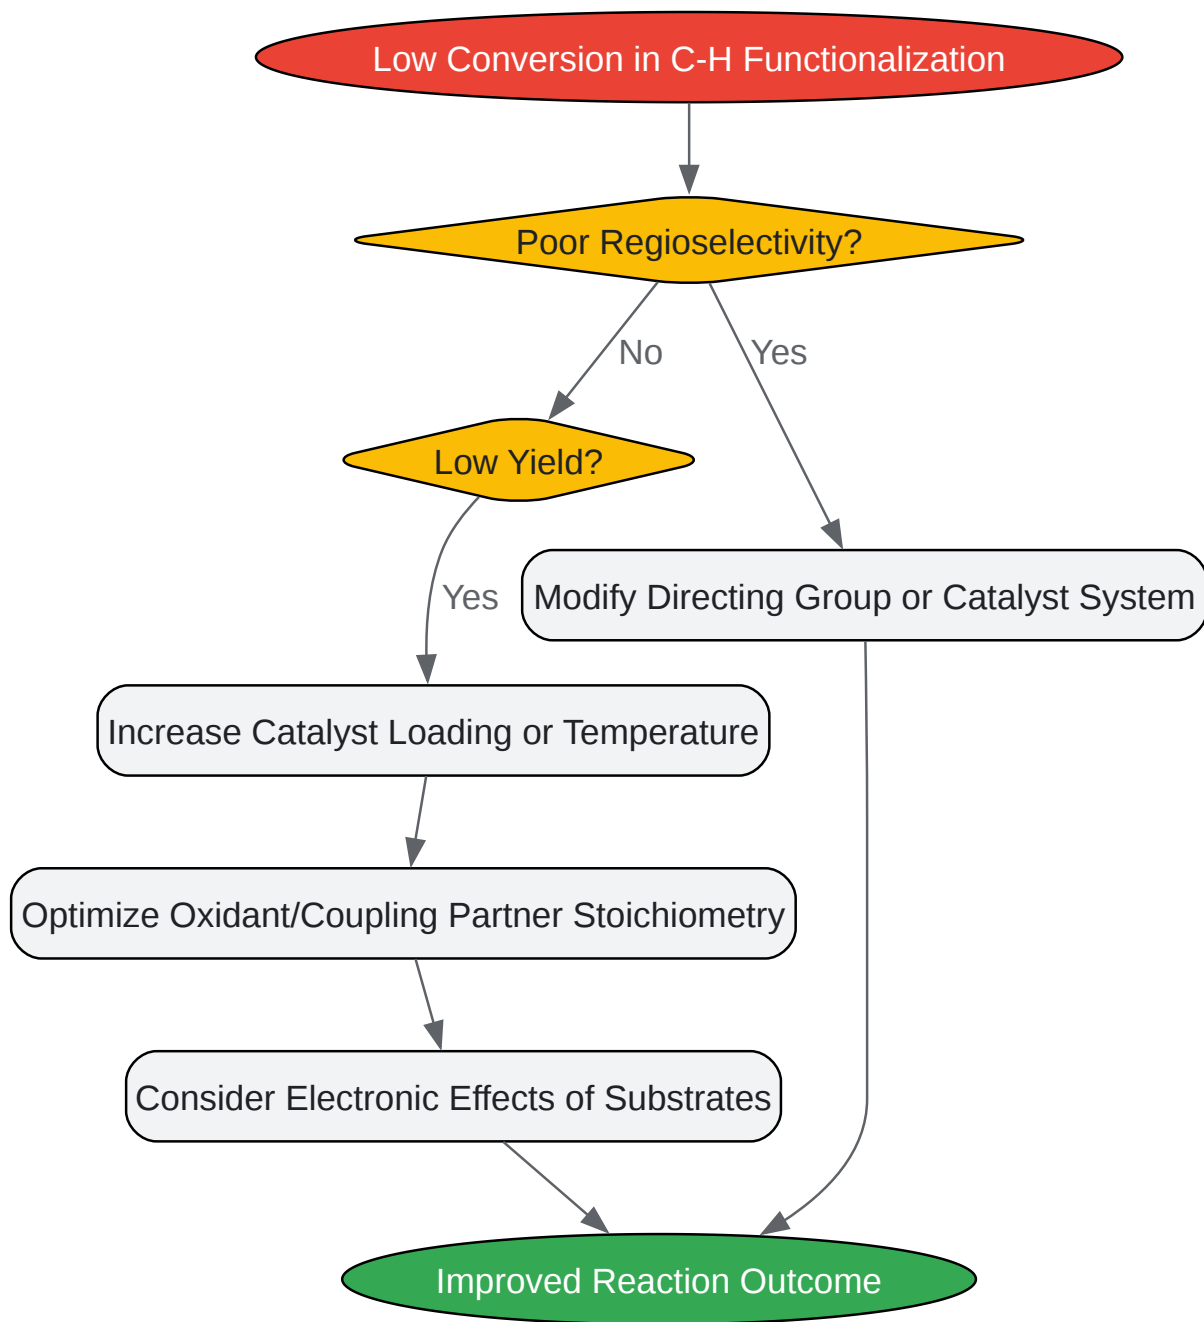 Low Conversion in C-H Functionalization
Poor Regioselectivity?
No
Yes
Low Yield?
Yes
Modify Directing Group or Catalyst System
Increase Catalyst Loading or Temperature
Optimize Oxidant/Coupling Partner Stoichiometry
Consider Electronic Effects of Substrates
Improved Reaction Outcome